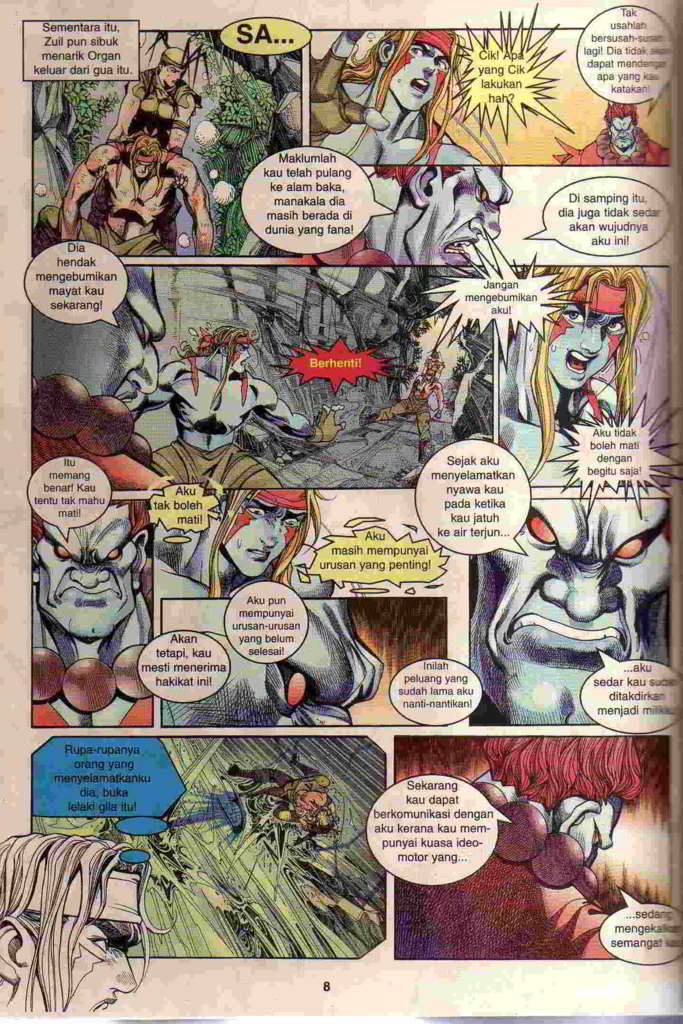 Sementara itu,
Zuil pun sibuk
menarik Organ
keluar dari gua itu.
SA...
Cik! Apa
yang Cik
lakukan
hah?
Tak
usahlah
bersusah-susah
lagi! Dia tidak akan
dapat mendengar
apa yang kau
katakan!
Maklumlah
kau telah pulang
ke alam baka,
manakala dia
masih berada di
dunia yang fana!
Di samping itu,
dia juga tidak sedar
akan wujudnya
aku ini!
Dia
hendak
mengebumikan
mayat kau
sekarang!
Berhenti!
Jangan
mengebumikan
aku!
Aku tidak
boleh mati
dengan
begitu saja!
Itu
memang
benar! Kau
tentu tak mahu
mati!
Aku
tak boleh
mati!
Aku
masih mempunyai
urusan yang penting!
Sejak aku
menyelamatkan
nyawa kau
pada ketika
kau jatuh
ke air terjun...
Akan
tetapi, kau
mesti menerima
hakikat ini!
Aku pun
mempunyai
urusan-urusan
yang belum
selesai!
Inilah
peluang yang
sudah lama aku
nanti-nantikan!
...aku
sedar kau sudah
ditakdirkan
menjadi
Rupa-rupanya
orang yang
menyelamatkanku
dia, buka
lelaki gila itu!
Sekarang
kau dapat
berkomunikasi dengan
aku kerana kau mem-
punyai kuasa ideo-
motor yang...
...sedang
semangat
8